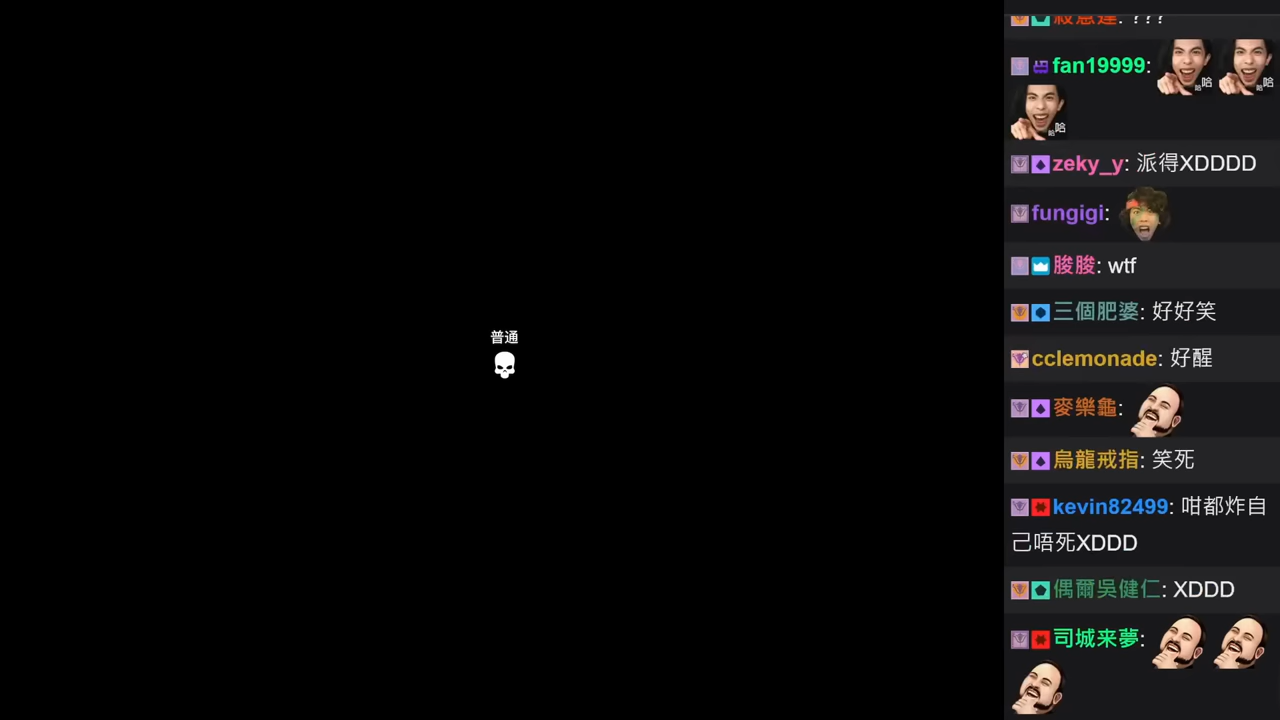 普通
: ???
fan19999:
zeky_y: 派得XDDDD
fungigi:
朘朘: wtf
三個肥婆: 好好笑
cclemonade: 好醒
麥樂龜:
烏龍戒指: 笑死
kevin82499: 咁都炸自
己唔死XDDD
偶爾吳健仁: XDDD
司城来夢: